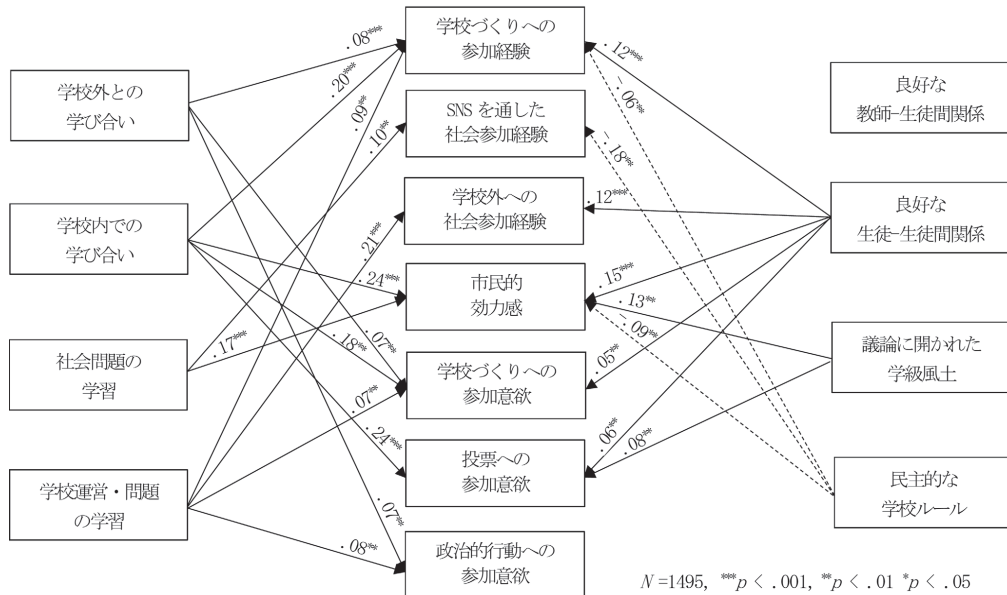 学校外との
学び合い
学校内での
学び合い
社会問題の
学習
学校運営・問題
の学習
.08***
.20***
.09**
.10**
.21***
.24***
.17***
.18**
.07**
.07**
.24***
.07**
.08**
学校づくりへの
参加経験
SNSを通した
社会参加経験
学校外への
社会参加経験
市民的
効力感
学校づくりへの
参加意欲
投票への
参加意欲
政治的行動への
参加意欲
.12***
-.06**
-.18**
.12***
.15***
.13**
-.09**
.05**
.06**
.08**
良好な
教師-生徒間関係
良好な
生徒-生徒間関係
議論に開かれた
学級風土
民主的な
学校ルール
N=1495, ***p < .001, **p < .01 *p < .05